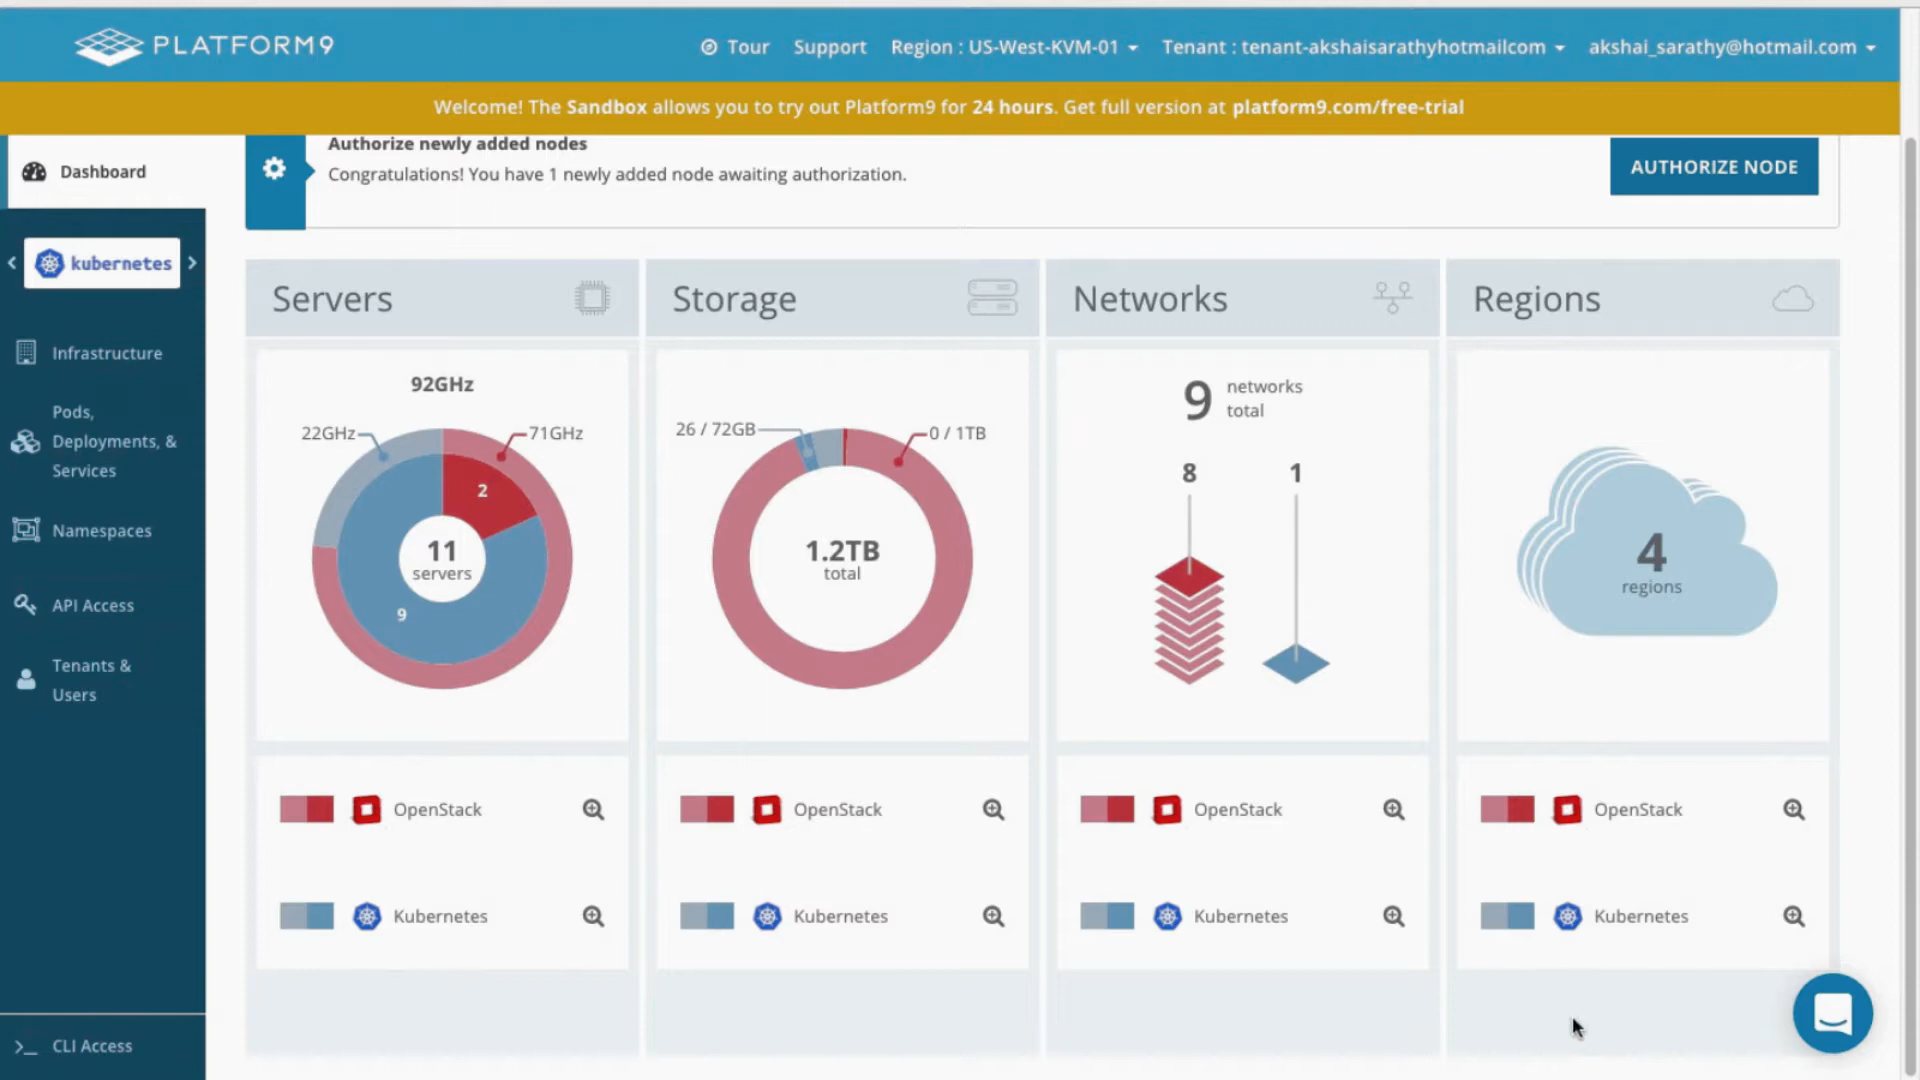 PLATFORM9
Tour
Support
Region : US-West-KVM-01
Tenant : tenant-akshaisarathyhotmailcom
akshai_sarathy@hotmail.com
Welcome! The Sandbox allows you to try out Platform9 for 24 hours. Get full version at platform9.com/free-trial
Dashboard
Authorize newly added nodes
Congratulations! You have 1 newly added node awaiting authorization.
AUTHORIZE NODE
kubernetes
Infrastructure
Pods,
Deployments, &
Services
Namespaces
API Access
Tenants &
Users
CLI Access
Servers
92GHz
22GHz
71GHz
2
11
servers
9
OpenStack
Kubernetes
Storage
26 / 72GB
0 / 1TB
1.2TB
total
OpenStack
Kubernetes
Networks
9
networks
total
8
1
OpenStack
Kubernetes
Regions
4
regions
OpenStack
Kubernetes